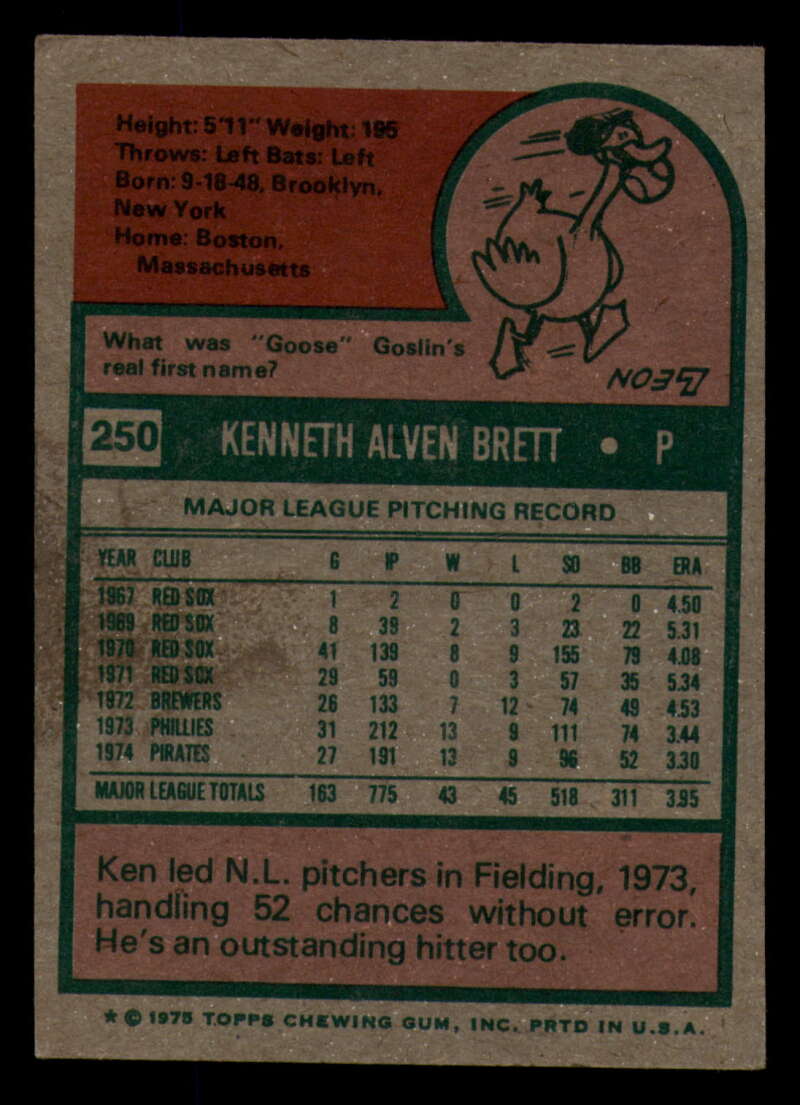 Height: 5'11" Weight: 195
Throws: Left Bats: Left
Born: 9-18-48, Brooklyn,
New York
Home: Boston,
Massachusetts
What was "Goose" Goslin's
real first name?
LEON
250 KENNETH ALVEN BRETT • P
MAJOR LEAGUE PITCHING RECORD
YEAR CLUB G IP W L SO BB ERA
1967 RED SOX 1 2 0 0 2 0 4.50
1969 RED SOX 8 39 2 3 23 22 5.31
1970 RED SOX 41 139 8 9 155 79 4.08
1971 RED SOX 29 59 0 3 57 35 5.34
1972 BREWERS 26 133 7 12 74 49 4.53
1973 PHILLIES 31 212 13 9 111 74 3.44
1974 PIRATES 27 191 13 9 96 52 3.30
MAJOR LEAGUE TOTALS 163 775 43 45 518 311 3.95
Ken led N.L. pitchers in Fielding, 1973,
handling 52 chances without error.
He's an outstanding hitter too.
* © 1975 TOPPS CHEWING GUM, INC. PRTD IN U.S.A.